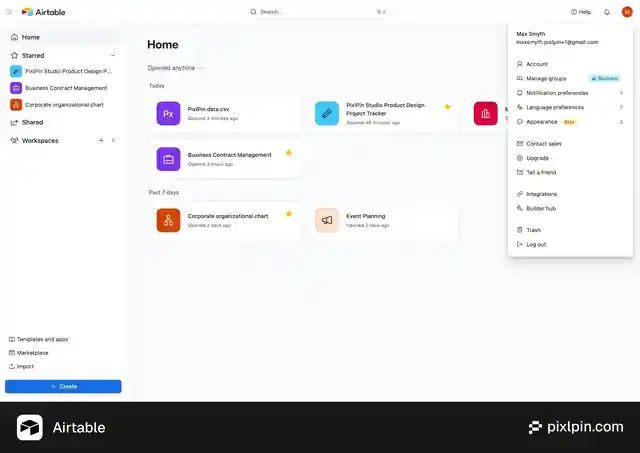 Airtable
Search...
⌘ K
Help
M
Home
Starred
PixlPin Studio Product Design P...
Business Contract Management
Corporate organizational chart
Shared
Workspaces
Templates and apps
Marketplace
Import
+ Create
Home
Opened anytime
Today
Px
PixlPin data.csv
PixlPin Studio Product Design
Project Tracker
M
Business Contract Management
Opened 3 hours ago
Past 7 days
Corporate organizational chart
Opened 2 days ago
Event Planning
Opened 2 days ago
Max Smyth
maxsmyth.pixlpin+1@gmail.com
Account
Manage groups
Business
Notification preferences
Language preferences
Appearance
Beta
Contact sales
Upgrade
Tell a friend
Integrations
Builder hub
Trash
Log out
Airtable
pixlpin.com